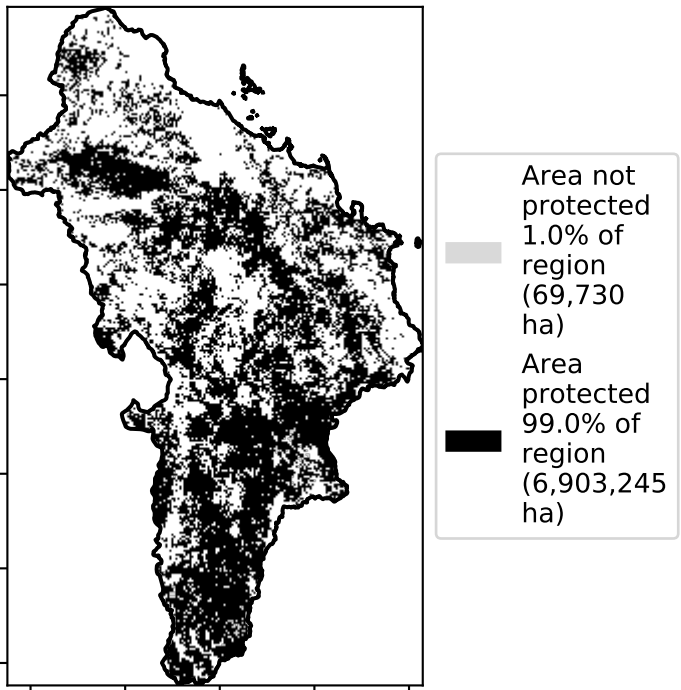 Area not
protected
1.0% of
region
(69,730
ha)
Area
protected
99.0% of
region
(6,903,245
ha)